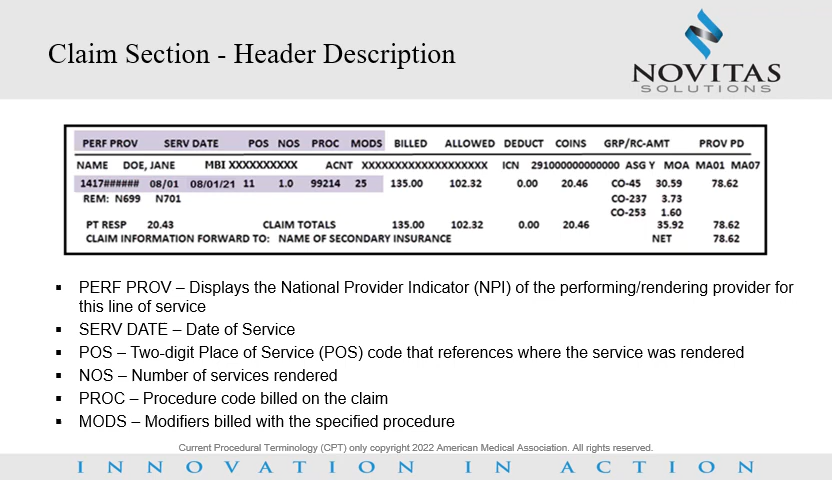 Claim Section - Header Description
NOVITAS
SOLUTIONS
PERF PROV SERV DATE POS NOS PROC MODS BILLED ALLOWED DEDUCT COINS GRP/RC-AMT PROV PD
NAME DOE, JANE MBI XXXXXXXXXX ACNT XXXXXXXXXXXXXXXXXXX ICN 291000000000000 ASG Y MOA MA01 MA07
1417###### 08/01 08/01/21 11 1.0 99214 25 135.00 102.32 0.00 20.46 CO-45 30.59 78.62
REM: N699 N701 CO-237 3.73
CO-253 1.60
PT RESP 20.43 CLAIM TOTALS 135.00 102.32 0.00 20.46 35.92 78.62
CLAIM INFORMATION FORWARD TO: NAME OF SECONDARY INSURANCE NET 78.62
▪ PERF PROV – Displays the National Provider Indicator (NPI) of the performing/rendering provider for
this line of service
▪ SERV DATE – Date of Service
▪ POS – Two-digit Place of Service (POS) code that references where the service was rendered
▪ NOS – Number of services rendered
▪ PROC – Procedure code billed on the claim
▪ MODS – Modifiers billed with the specified procedure
Current Procedural Terminology (CPT) only copyright 2022 American Medical Association. All rights reserved.
INNOVATION IN ACTION